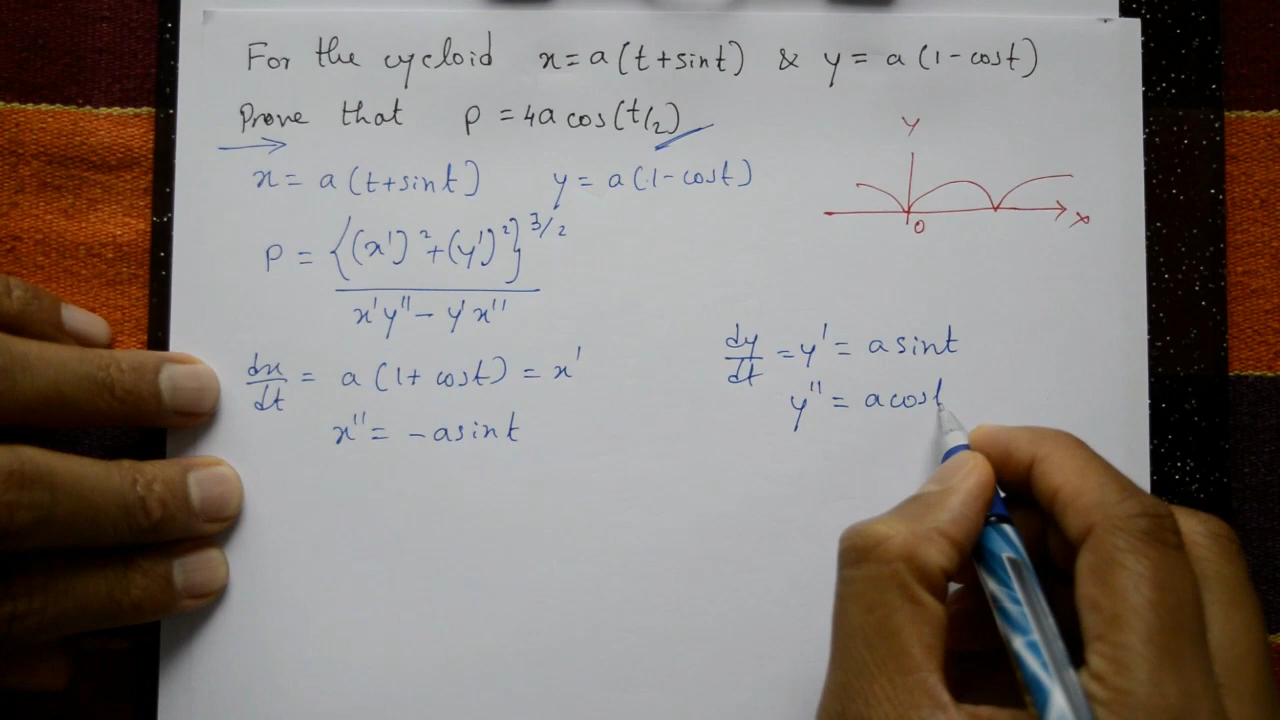 For the cycloid x = a(t+sint) & y = a(1-cost)
Prove that ρ = 4a cos(t/2)
x = a(t+sint) y = a(1-cost)
ρ = {(x')²+(y')²}^3/2
x'y'' - y'x''
dx/dt = a(1+cost) = x'
x'' = -asint
dy/dt = y' = asint
y'' = acost
y
x
0